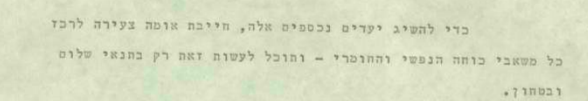 כדי להשיג יעדים נכספים אלה, חייבת אומה צעירה לרכז
כל משאבי כוחה הנפשי והחומרי – ותוכל לעשות זאת רק בתנאי שלום
ובטחון.